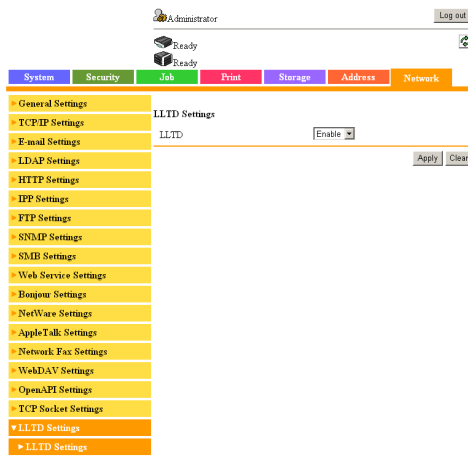 Administrator
Log out
Ready
Ready
System Security Job Print Storage Address Network
General Settings
TCP/IP Settings
E-mail Settings
LDAP Settings
HTTP Settings
IPP Settings
FTP Settings
SNMP Settings
SMB Settings
Web Service Settings
Bonjour Settings
NetWare Settings
AppleTalk Settings
Network Fax Settings
WebDAV Settings
OpenAPI Settings
TCP Socket Settings
LLTD Settings
LLTD Settings
LLTD Settings
LLTD Enable
Apply Clear